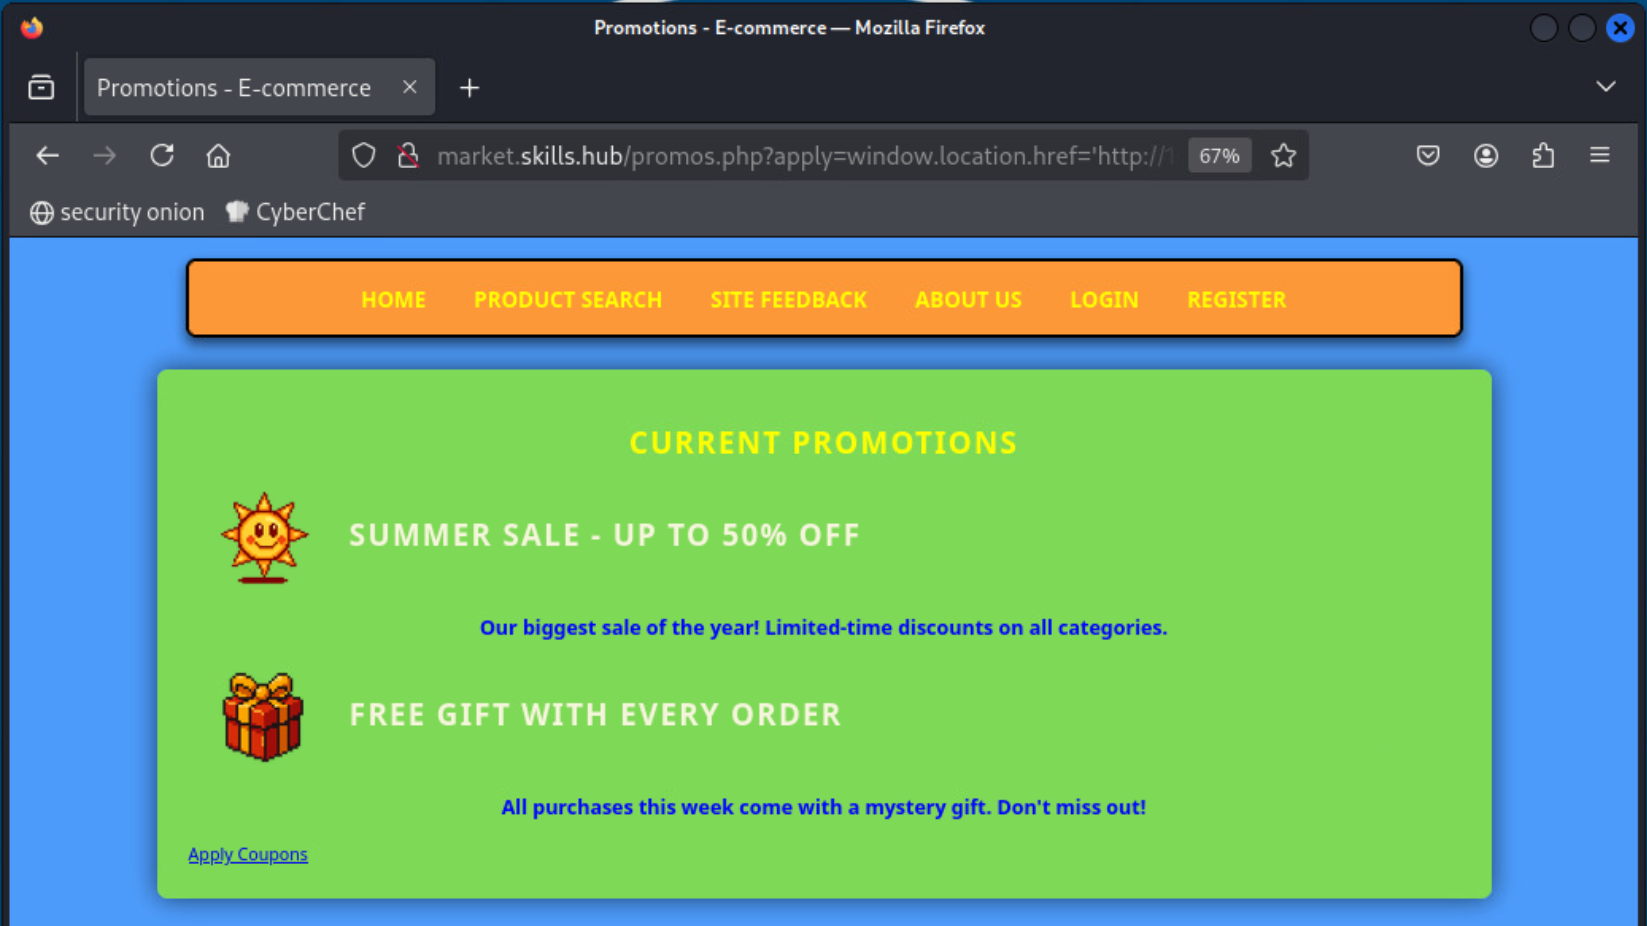 Promotions - E-commerce — Mozilla Firefox
Promotions - E-commerce
market.skills.hub/promos.php?apply=window.location.href='http://1
67%
security onion
CyberChef
HOME PRODUCT SEARCH SITE FEEDBACK ABOUT US LOGIN REGISTER
CURRENT PROMOTIONS
SUMMER SALE - UP TO 50% OFF
Our biggest sale of the year! Limited-time discounts on all categories.
FREE GIFT WITH EVERY ORDER
All purchases this week come with a mystery gift. Don't miss out!
Apply Coupons